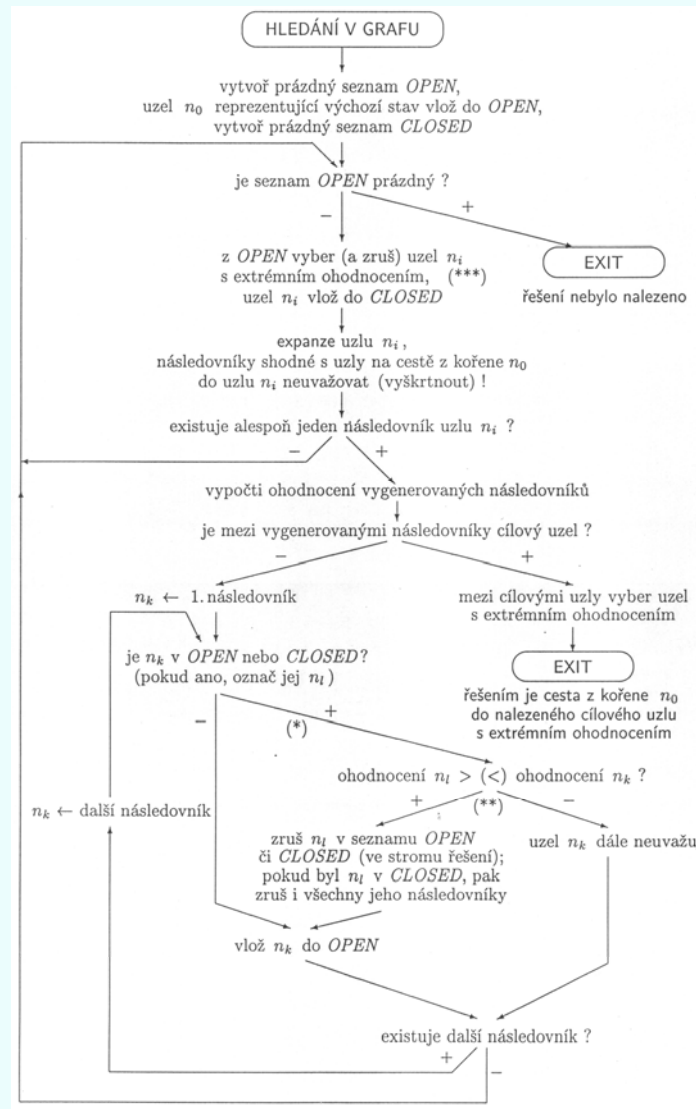 HLEDÁNÍ V GRAFU
vytvoř prázdný seznam OPEN,
uzel n₀ reprezentující výchozí stav vlož do OPEN,
vytvoř prázdný seznam CLOSED
je seznam OPEN prázdný ?
−
+
z OPEN vyber (a zruš) uzel nᵢ
s extrémním ohodnocením, (***)
uzel nᵢ vlož do CLOSED
EXIT
řešení nebylo nalezeno
expanze uzlu nᵢ,
následovníky shodné s uzly na cestě z kořene n₀
do uzlu nᵢ neuvažovat (vyškrtnout) !
existuje alespoň jeden následovník uzlu nᵢ ?
−
+
vypočti ohodnocení vygenerovaných následovníků
je mezi vygenerovanými následovníky cílový uzel ?
−
+
nₖ ← 1. následovník
mezi cílovými uzly vyber uzel
s extrémním ohodnocením
je nₖ v OPEN nebo CLOSED?
(pokud ano, označ jej nₗ)
EXIT
řešením je cesta z kořene n₀
do nalezeného cílového uzlu
s extrémním ohodnocením
−
+
(*)
ohodnocení nₗ > (<) ohodnocení nₖ ?
+
(**)
−
nₖ ← další následovník
zruš nₗ v seznamu OPEN
či CLOSED (ve stromu řešení);
pokud byl nₗ v CLOSED, pak
zruš i všechny jeho následovníky
uzel nₖ dále neuvažu
vlož nₖ do OPEN
existuje další následovník ?
+
−